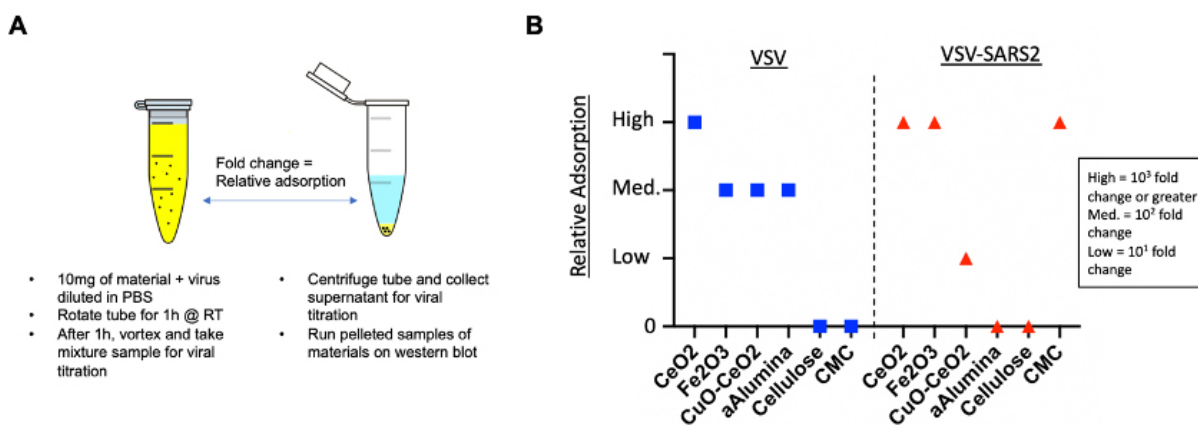 A
Fold change =
Relative adsorption
• 10mg of material + virus
diluted in PBS
• Rotate tube for 1h @ RT
• After 1h, vortex and take
mixture sample for viral
titration
• Centrifuge tube and collect
supernatant for viral
titration
• Run pelleted samples of
materials on western blot
B
VSV
VSV-SARS2
Relative Adsorption
High
Med.
Low
0
CeO2
Fe2O3
CuO-CeO2
aAlumina
Cellulose
CMC
CeO2
Fe2O3
CuO-CeO2
aAlumina
Cellulose
CMC
High = 10³ fold
change or greater
Med. = 10² fold
change
Low = 10¹ fold
change